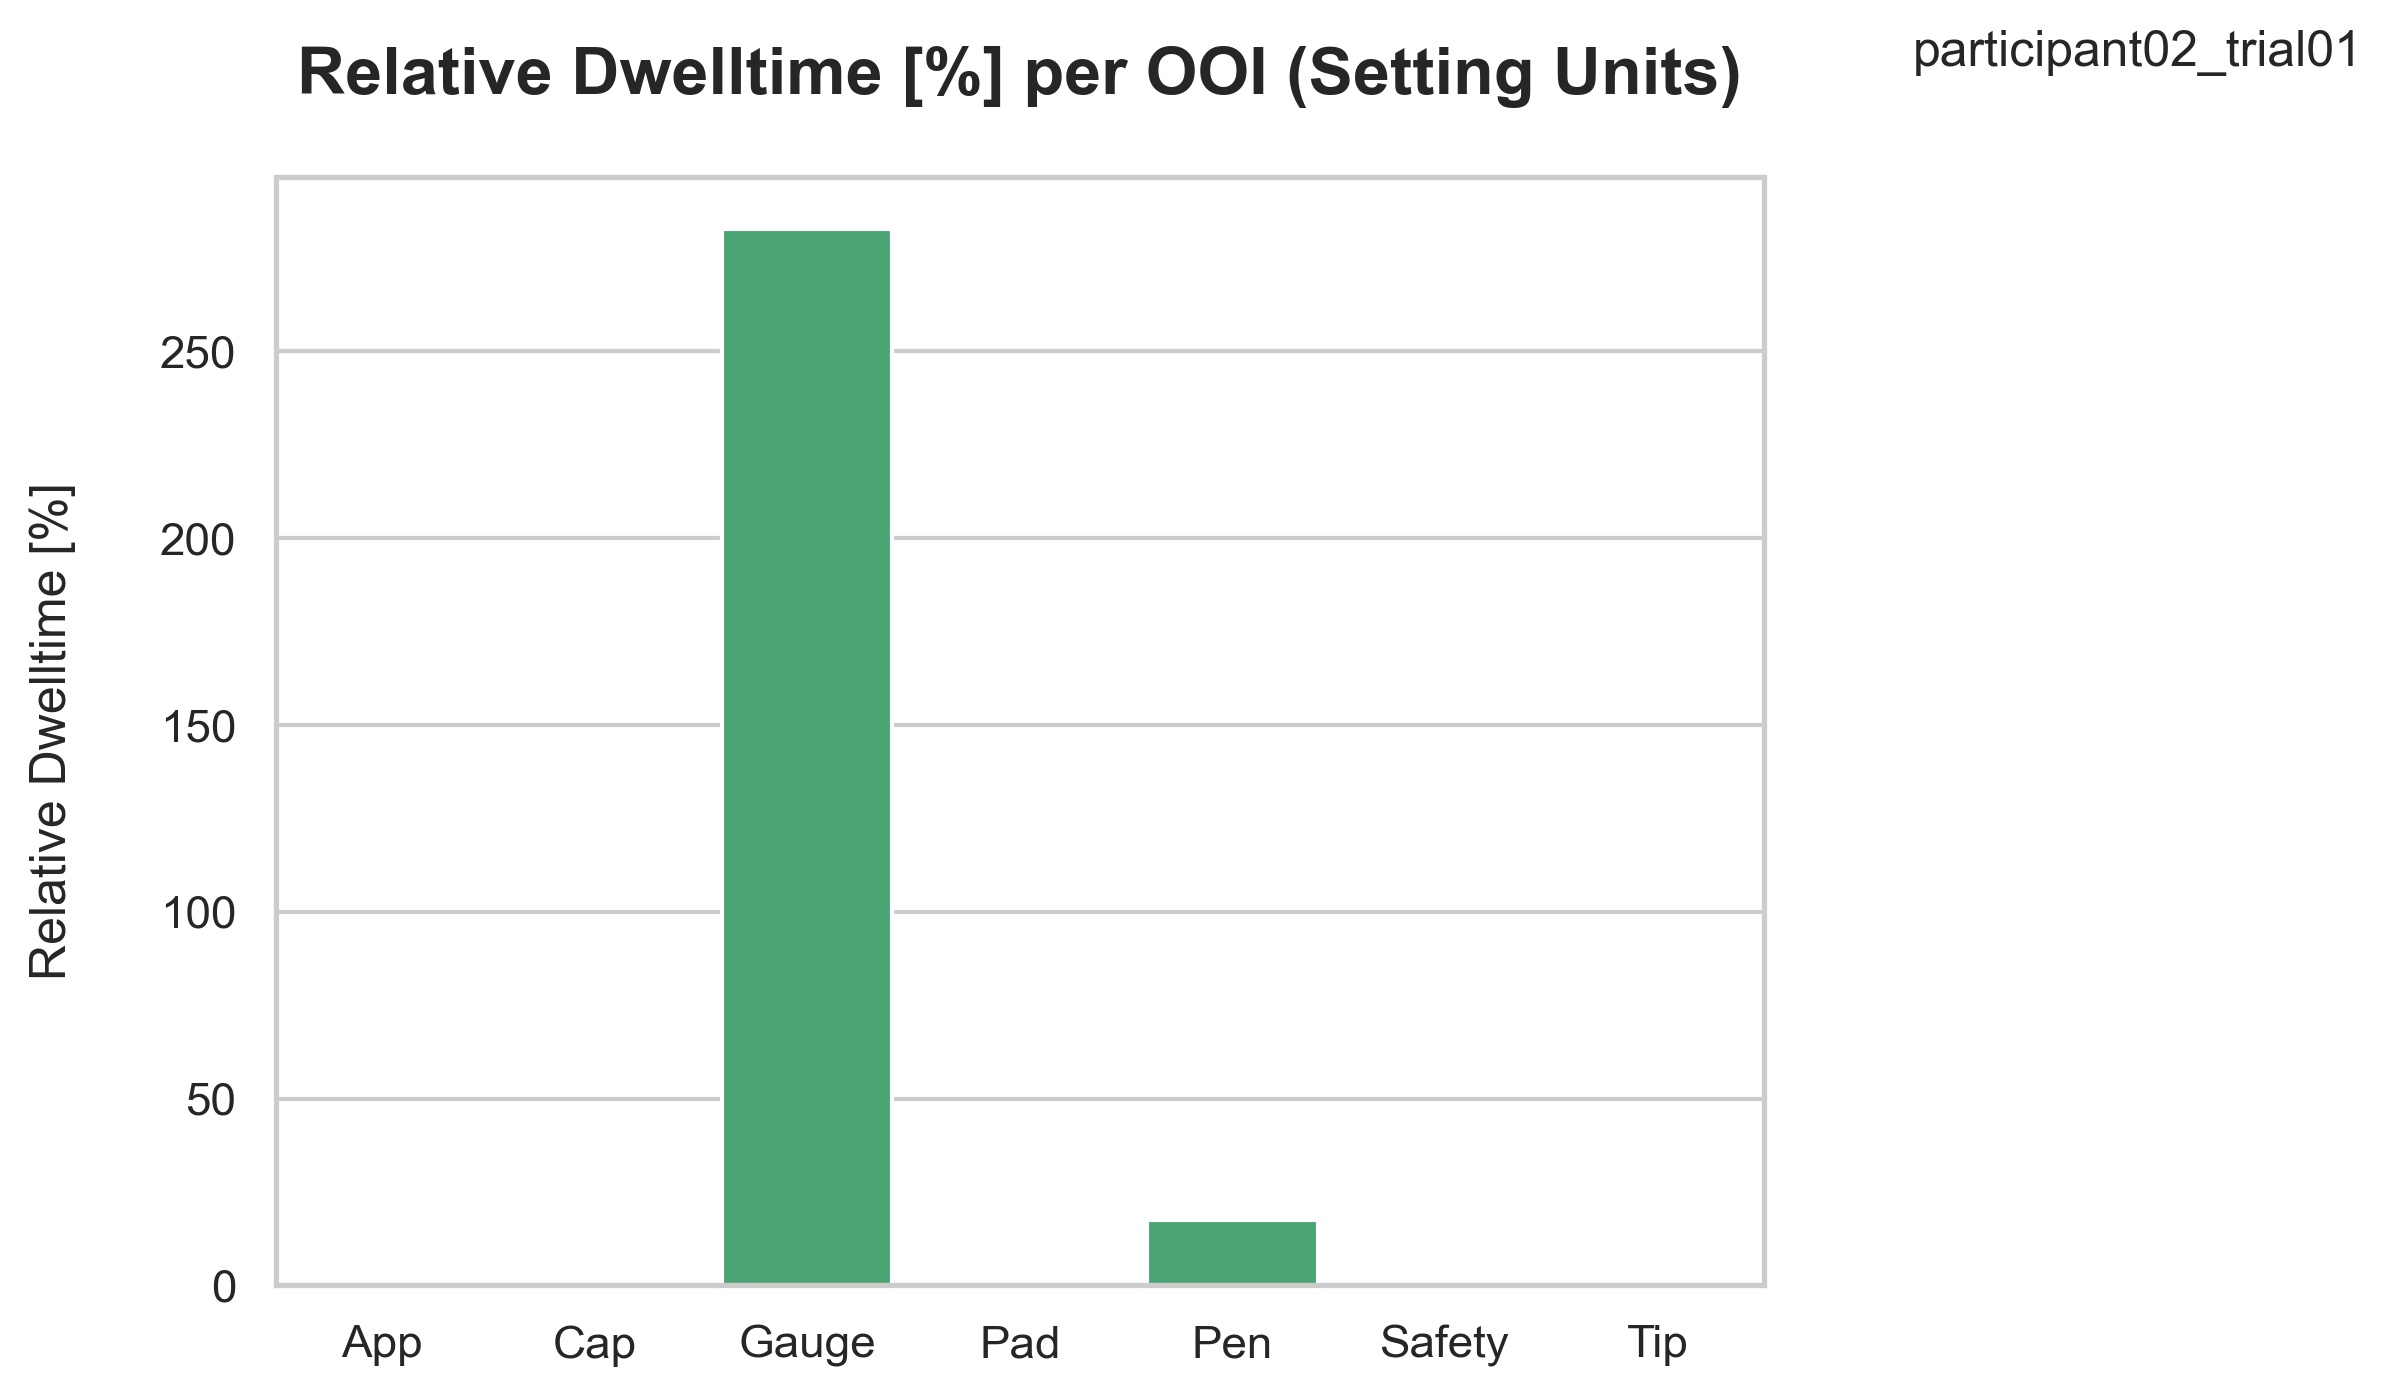 Relative Dwelltime [%] per OOI (Setting Units)
participant02_trial01
Relative Dwelltime [%]
250
200
150
100
50
0
App
Cap
Gauge
Pad
Pen
Safety
Tip